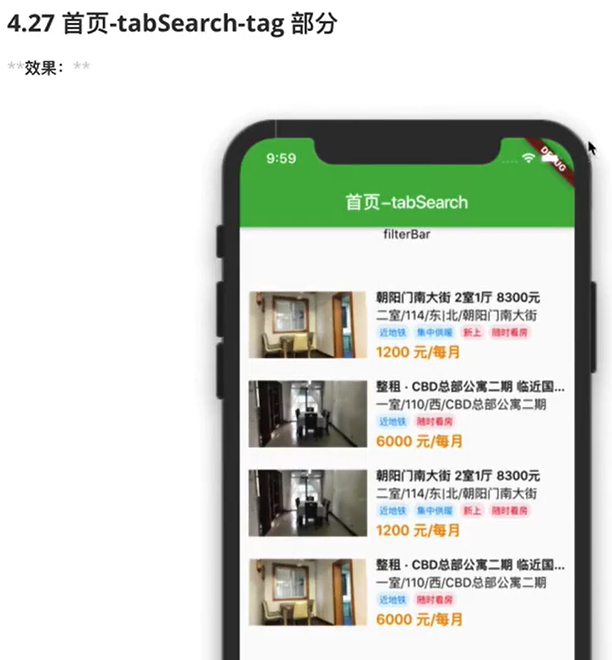 4.27 首页-tabSearch-tag 部分
**效果：**
9:59
DEBUG
首页-tabSearch
filterBar
朝阳门南大街 2室1厅 8300元
二室/114/东|北/朝阳门南大街
近地铁 集中供暖 新上 随时看房
1200 元/每月
整租 · CBD总部公寓二期 临近国...
一室/110/西/CBD总部公寓二期
近地铁 随时看房
6000 元/每月
朝阳门南大街 2室1厅 8300元
二室/114/东|北/朝阳门南大街
近地铁 集中供暖 新上 随时看房
1200 元/每月
整租 · CBD总部公寓二期 临近国...
一室/110/西/CBD总部公寓二期
近地铁 随时看房
6000 元/每月